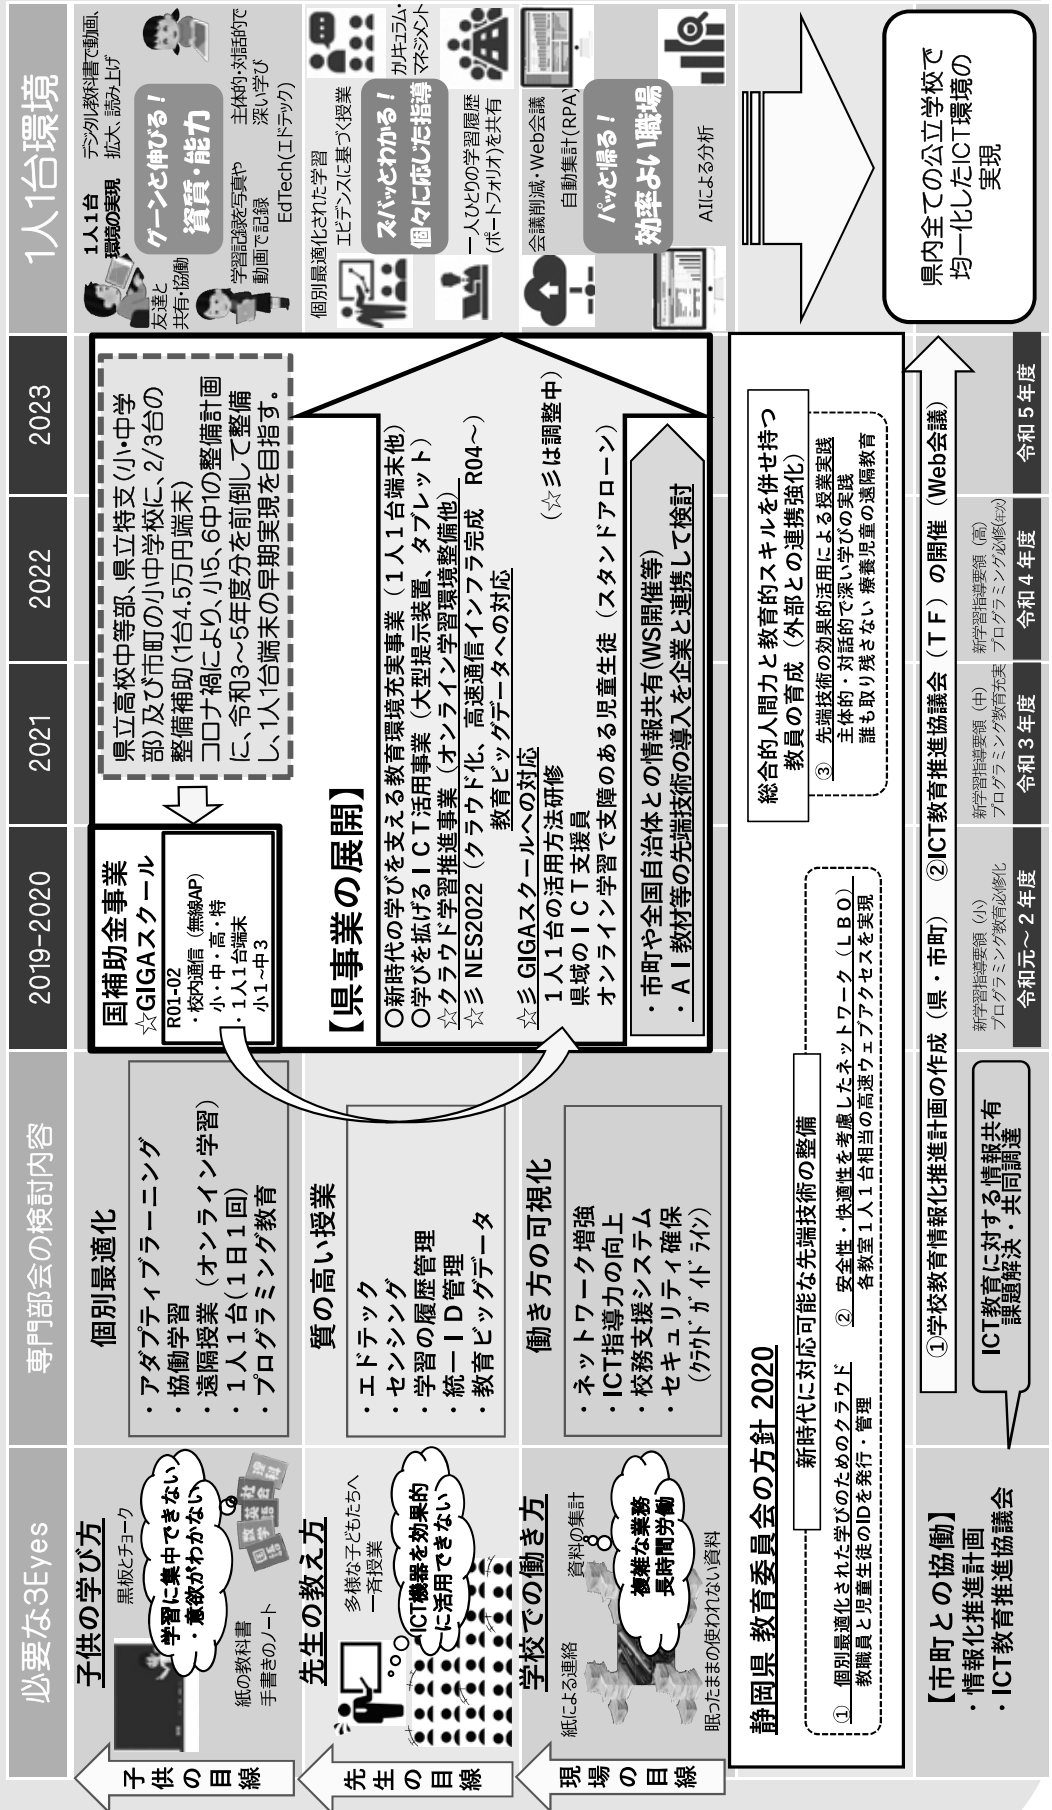 必要な3Eyes
専門部会の検討内容
2019-2020
2021
2022
2023
1人1台環境
子供の目線
子供の学び方
黒板とチョーク
学習に集中できない
・意欲がわかない
紙の教科書
手書きのノート
国語
数学
英語
社会
理科
個別最適化
・アダプティブラーニング
・協働学習
・遠隔授業（オンライン学習）
・１人１台(１日１回)
・プログラミング教育
先生の目線
先生の教え方
多様な子どもたちへ
一斉授業
ICT機器を効果的
に活用できない
質の高い授業
・エドテック
・センシング
・学習の履歴管理
・統一ＩＤ管理
・教育ビッグデータ
現場の目線
学校での働き方
資料の集計
紙による連絡
複雑な業務
長時間労働
眠ったままの使われない資料
働き方の可視化
・ネットワーク増強
・ICT指導力の向上
・校務支援システム
・セキュリティ確保
（ｸﾗｳﾄﾞｶﾞｲﾄﾞﾗｲﾝ）
国補助金事業
☆GIGAスクール
R01-02
・校内通信（無線AP）
小・中・高・特
・１人１台端末
小１～中３
県立高校中等部、県立特支（小・中学
部）及び市町の小中学校に、2/3台の
整備補助（1台4.5万円端末）
コロナ禍により、小5、6中1の整備計画
に、令和3～5年度分を前倒して整備
し、1人1台端末の早期実現を目指す。
【県事業の展開】
〇新時代の学びを支える教育環境充実事業（１人１台端末他）
〇学びを拡げるＩＣＴ活用事業（大型提示装置、タブレット）
☆クラウド学習推進事業（オンライン学習環境整備他）
☆彡 NES2022（クラウド化、高速通信インフラ完成　R04～）
教育ビッグデータへの対応
☆彡 GIGAスクールへの対応
（☆彡は調整中）
１人１台の活用方法研修
県域のＩＣＴ支援員
オンライン学習で支障のある児童生徒（スタンドアローン）
・市町や全国自治体との情報共有(WS開催等)
・ＡＩ教材等の先端技術の導入を企業と連携して検討
１人１台
環境の実現
デジタル教科書で動画、
拡大、読み上げ
グーンと伸びる！
資質・能力
友達と
共有・協働
学習記録を写真や
動画で記録
主体的・対話的で
深い学び
EdTech(エドテック)
個別最適化された学習
エビデンスに基づく授業
カリキュラム・
マネジメント
ズバッとわかる！
個々に応じた指導
一人ひとりの学習履歴
（ポートフォリオ）を共有
会議削減・Web会議
自動集計（RPA）
パッと帰る！
効率よい職場
AIによる分析
静岡県 教育委員会の方針 2020
新時代に対応可能な先端技術の整備
①　個別最適化された学びのためのクラウド
教職員と児童生徒のIDを発行・管理
②　安全性・快適性を考慮したネットワーク（ＬＢＯ）
各教室１人１台相当の高速ウェブアクセスを実現
総合的人間力と教育的スキルを併せ持つ
教員の育成（外部との連携強化）
③　先端技術の効果的活用による授業実践
主体的・対話的で深い学びの実践
誰も取り残さない 療養児童の遠隔教育
県内全ての公立学校で
均一化したICT環境の
実現
【市町との協働】
・情報化推進計画
・ICT教育推進協議会
①学校教育情報化推進計画の作成（県・市町）　②ICT教育推進協議会（ＴＦ）の開催（Web会議）
ICT教育に対する情報共有
課題解決・共同調達
新学習指導要領（小）
プログラミング教育必修化
新学習指導要領（中）
プログラミング教育充実
新学習指導要領（高）
プログラミング必修(年次)
令和元～２年度
令和３年度
令和４年度
令和５年度